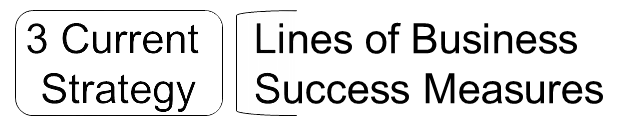 3 Current
Strategy
Lines of Business
Success Measures